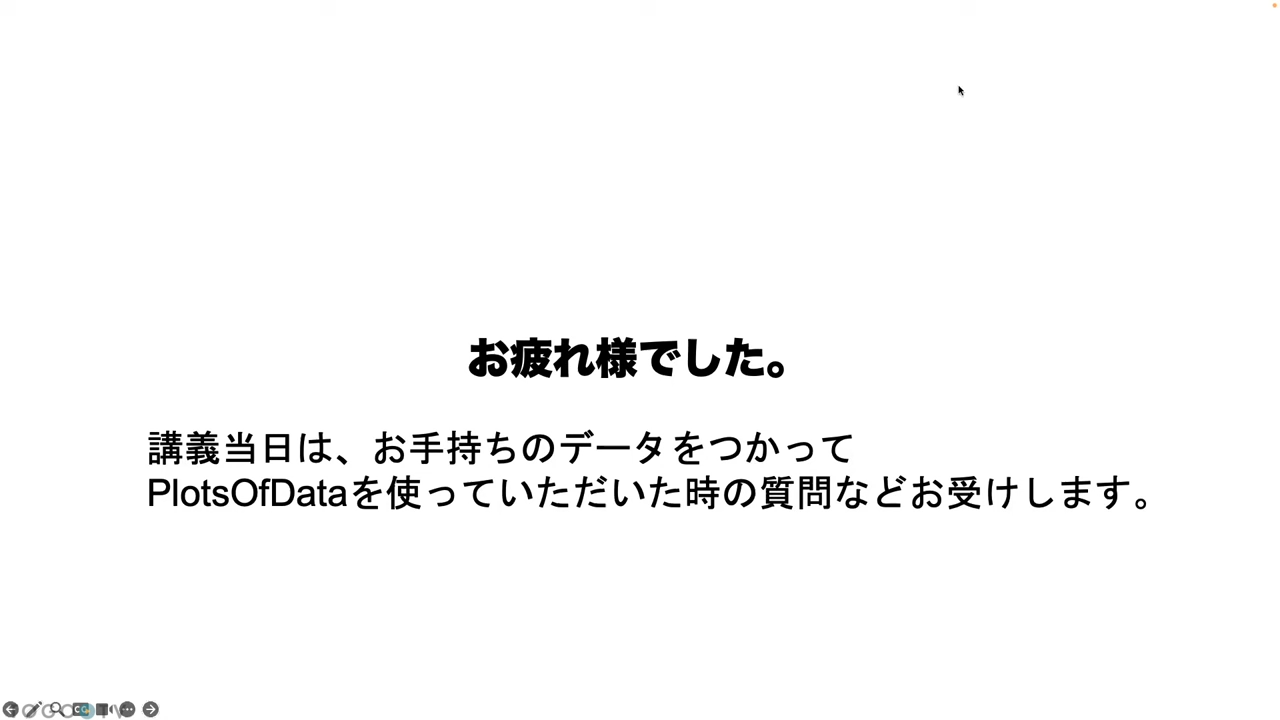 お疲れ様でした。
講義当日は、お手持ちのデータをつかって
PlotsOfDataを使っていただいた時の質問などお受けします。